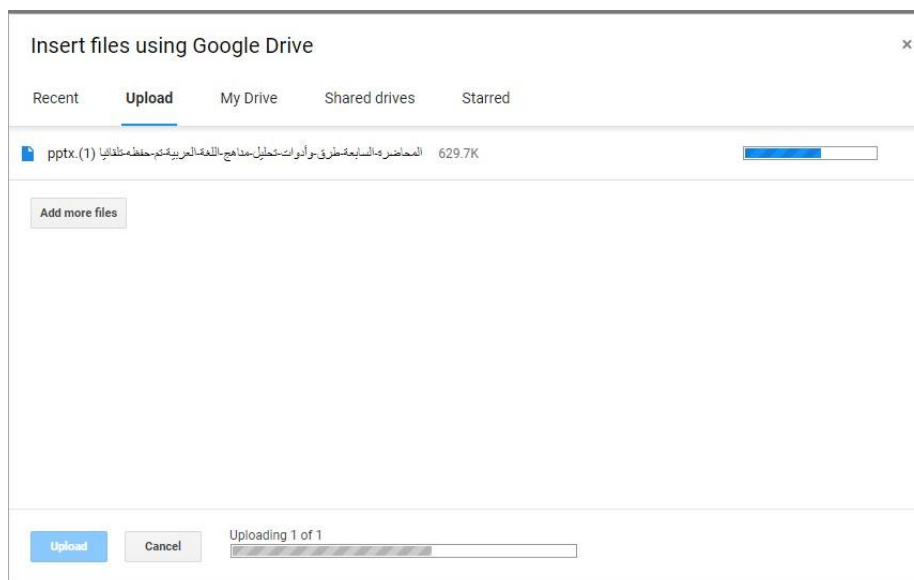 Insert files using Google Drive
×
Recent Upload My Drive Shared drives Starred
المحاضرة-السابعة-طرق-وأدوات-تحليل-مناهج-اللغة-العربية-تم-حفظه-تلقائيا (1).pptx 629.7K
Add more files
Uploading 1 of 1
Upload Cancel